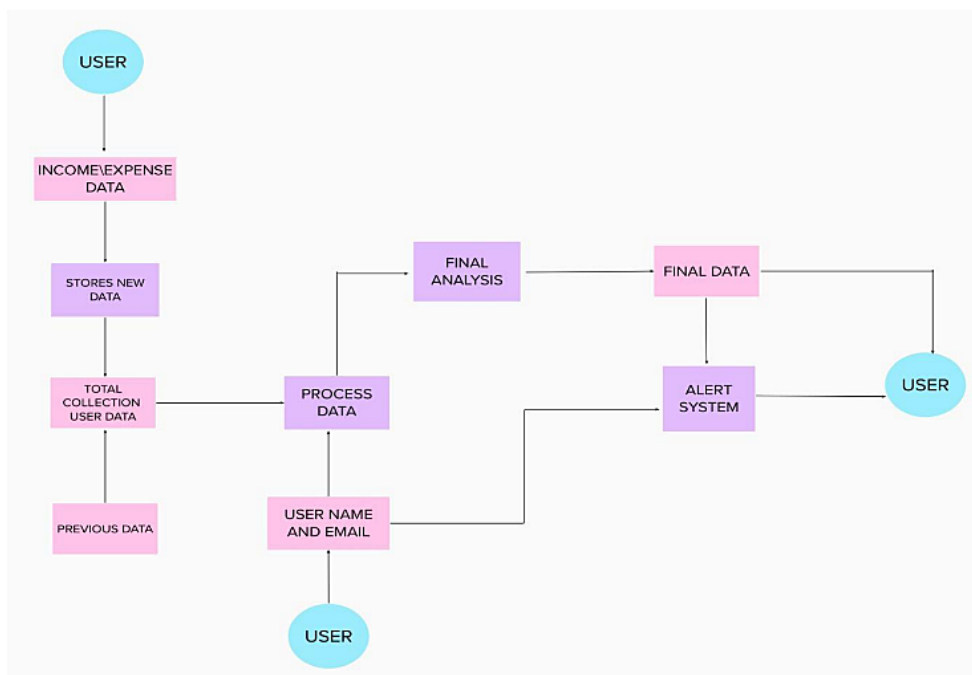 USER
INCOME\EXPENSE
DATA
STORES NEW
DATA
TOTAL
COLLECTION
USER DATA
PREVIOUS DATA
PROCESS
DATA
USER NAME
AND EMAIL
USER
FINAL
ANALYSIS
FINAL DATA
ALERT
SYSTEM
USER